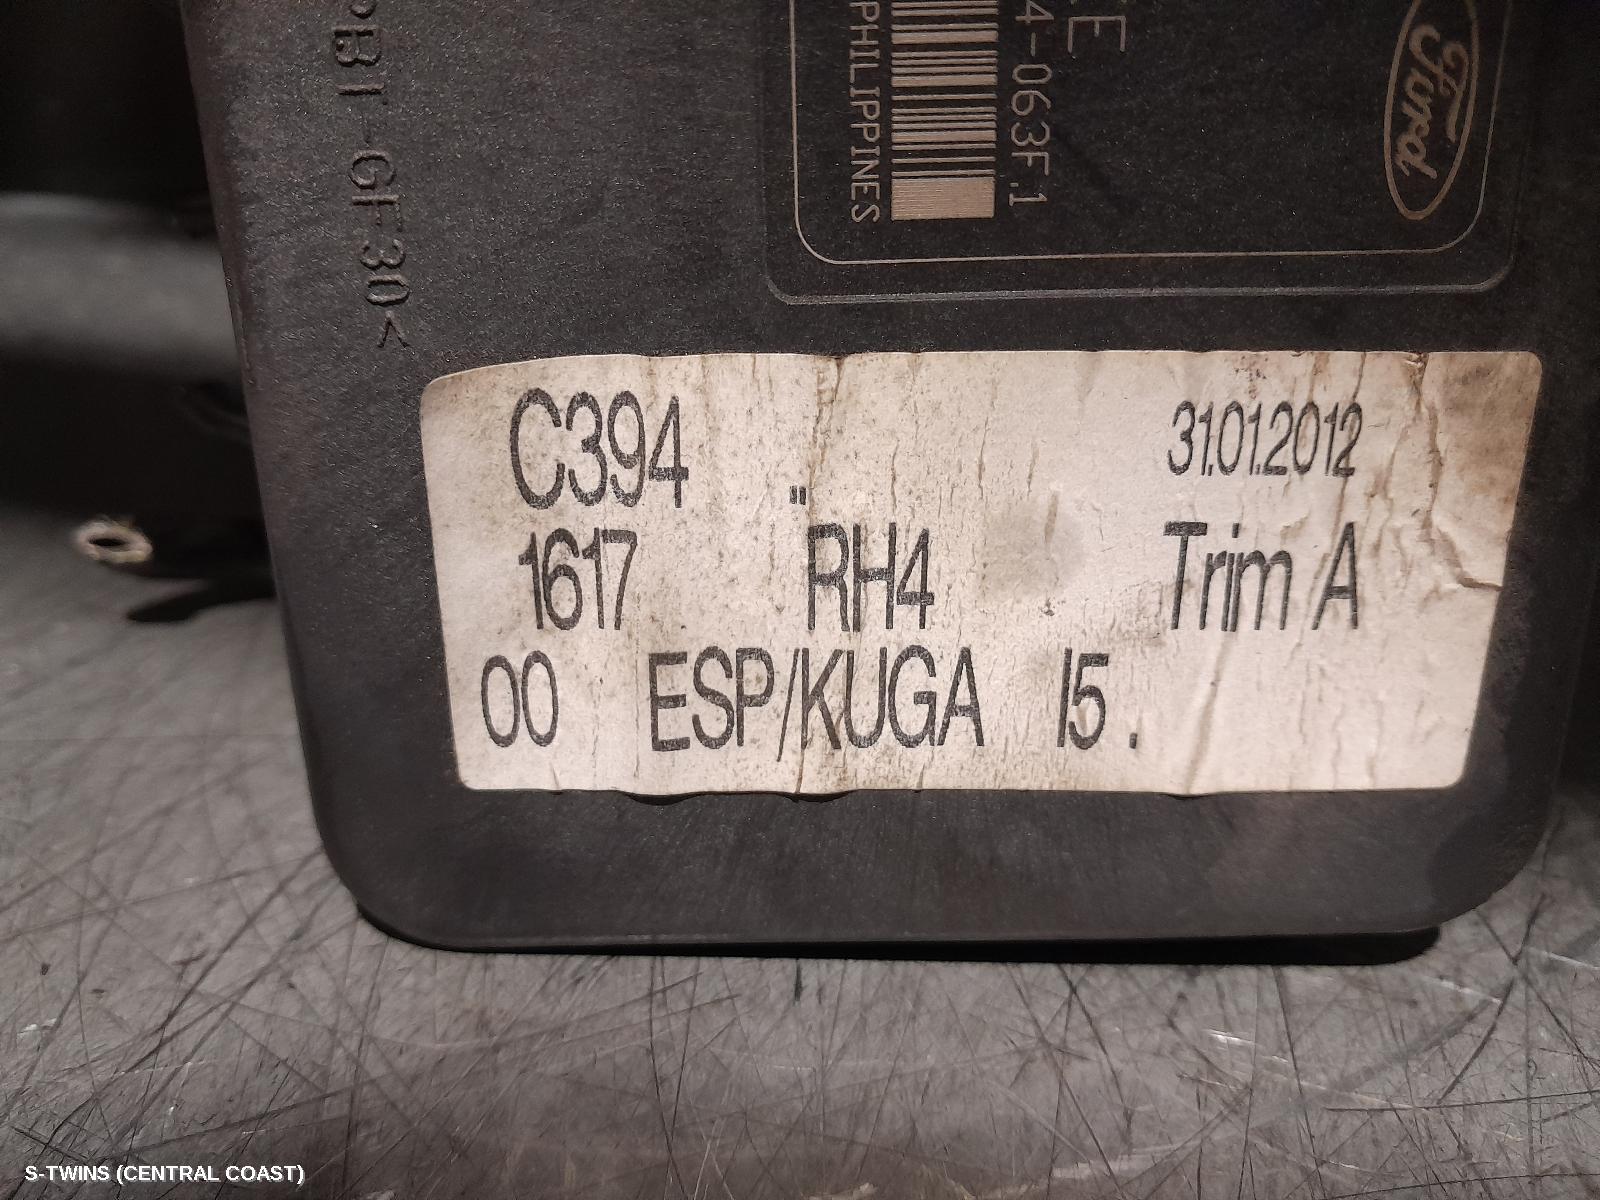 Ford
E
4-063F.1
PHILIPPINES
PBT-GF30<
C394 31.01.2012
1617 RH4 Trim A
00 ESP/KUGA I5 .
S-TWINS (CENTRAL COAST)